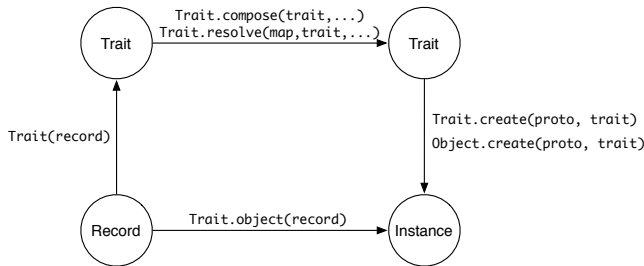 Trait.compose(trait,...)
Trait.resolve(map,trait,...)
Trait
Trait
Trait(record)
Trait.create(proto, trait)
Object.create(proto, trait)
Record
Trait.object(record)
Instance